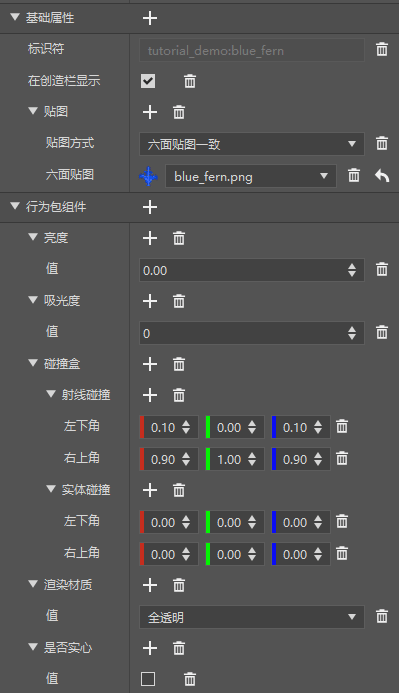 基础属性
标识符 tutorial_demo:blue_fern
在创造栏显示
贴图
贴图方式 六面贴图一致
六面贴图 blue_fern.png
行为包组件
亮度
值 0.00
吸光度
值 0
碰撞盒
射线碰撞
左下角 0.10 0.00 0.10
右上角 0.90 1.00 0.90
实体碰撞
左下角 0.00 0.00 0.00
右上角 0.00 0.00 0.00
渲染材质
值 全透明
是否实心
值